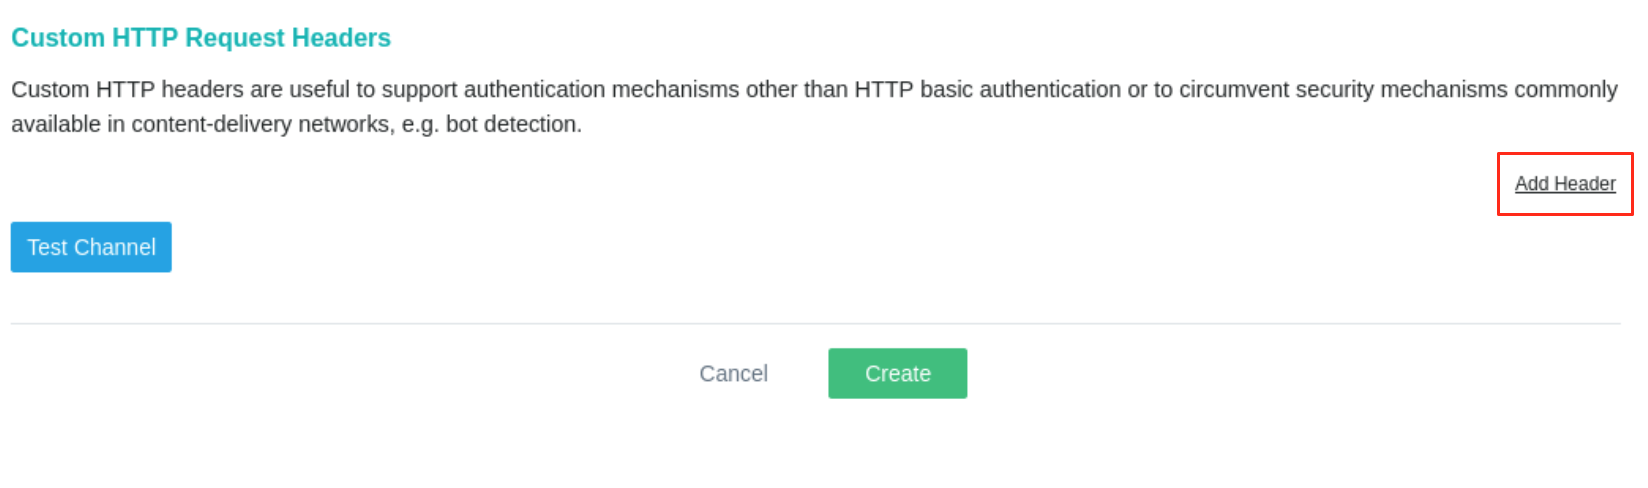 Custom HTTP Request Headers
Custom HTTP headers are useful to support authentication mechanisms other than HTTP basic authentication or to circumvent security mechanisms commonly
available in content-delivery networks, e.g. bot detection.
Add Header
Test Channel
Cancel
Create